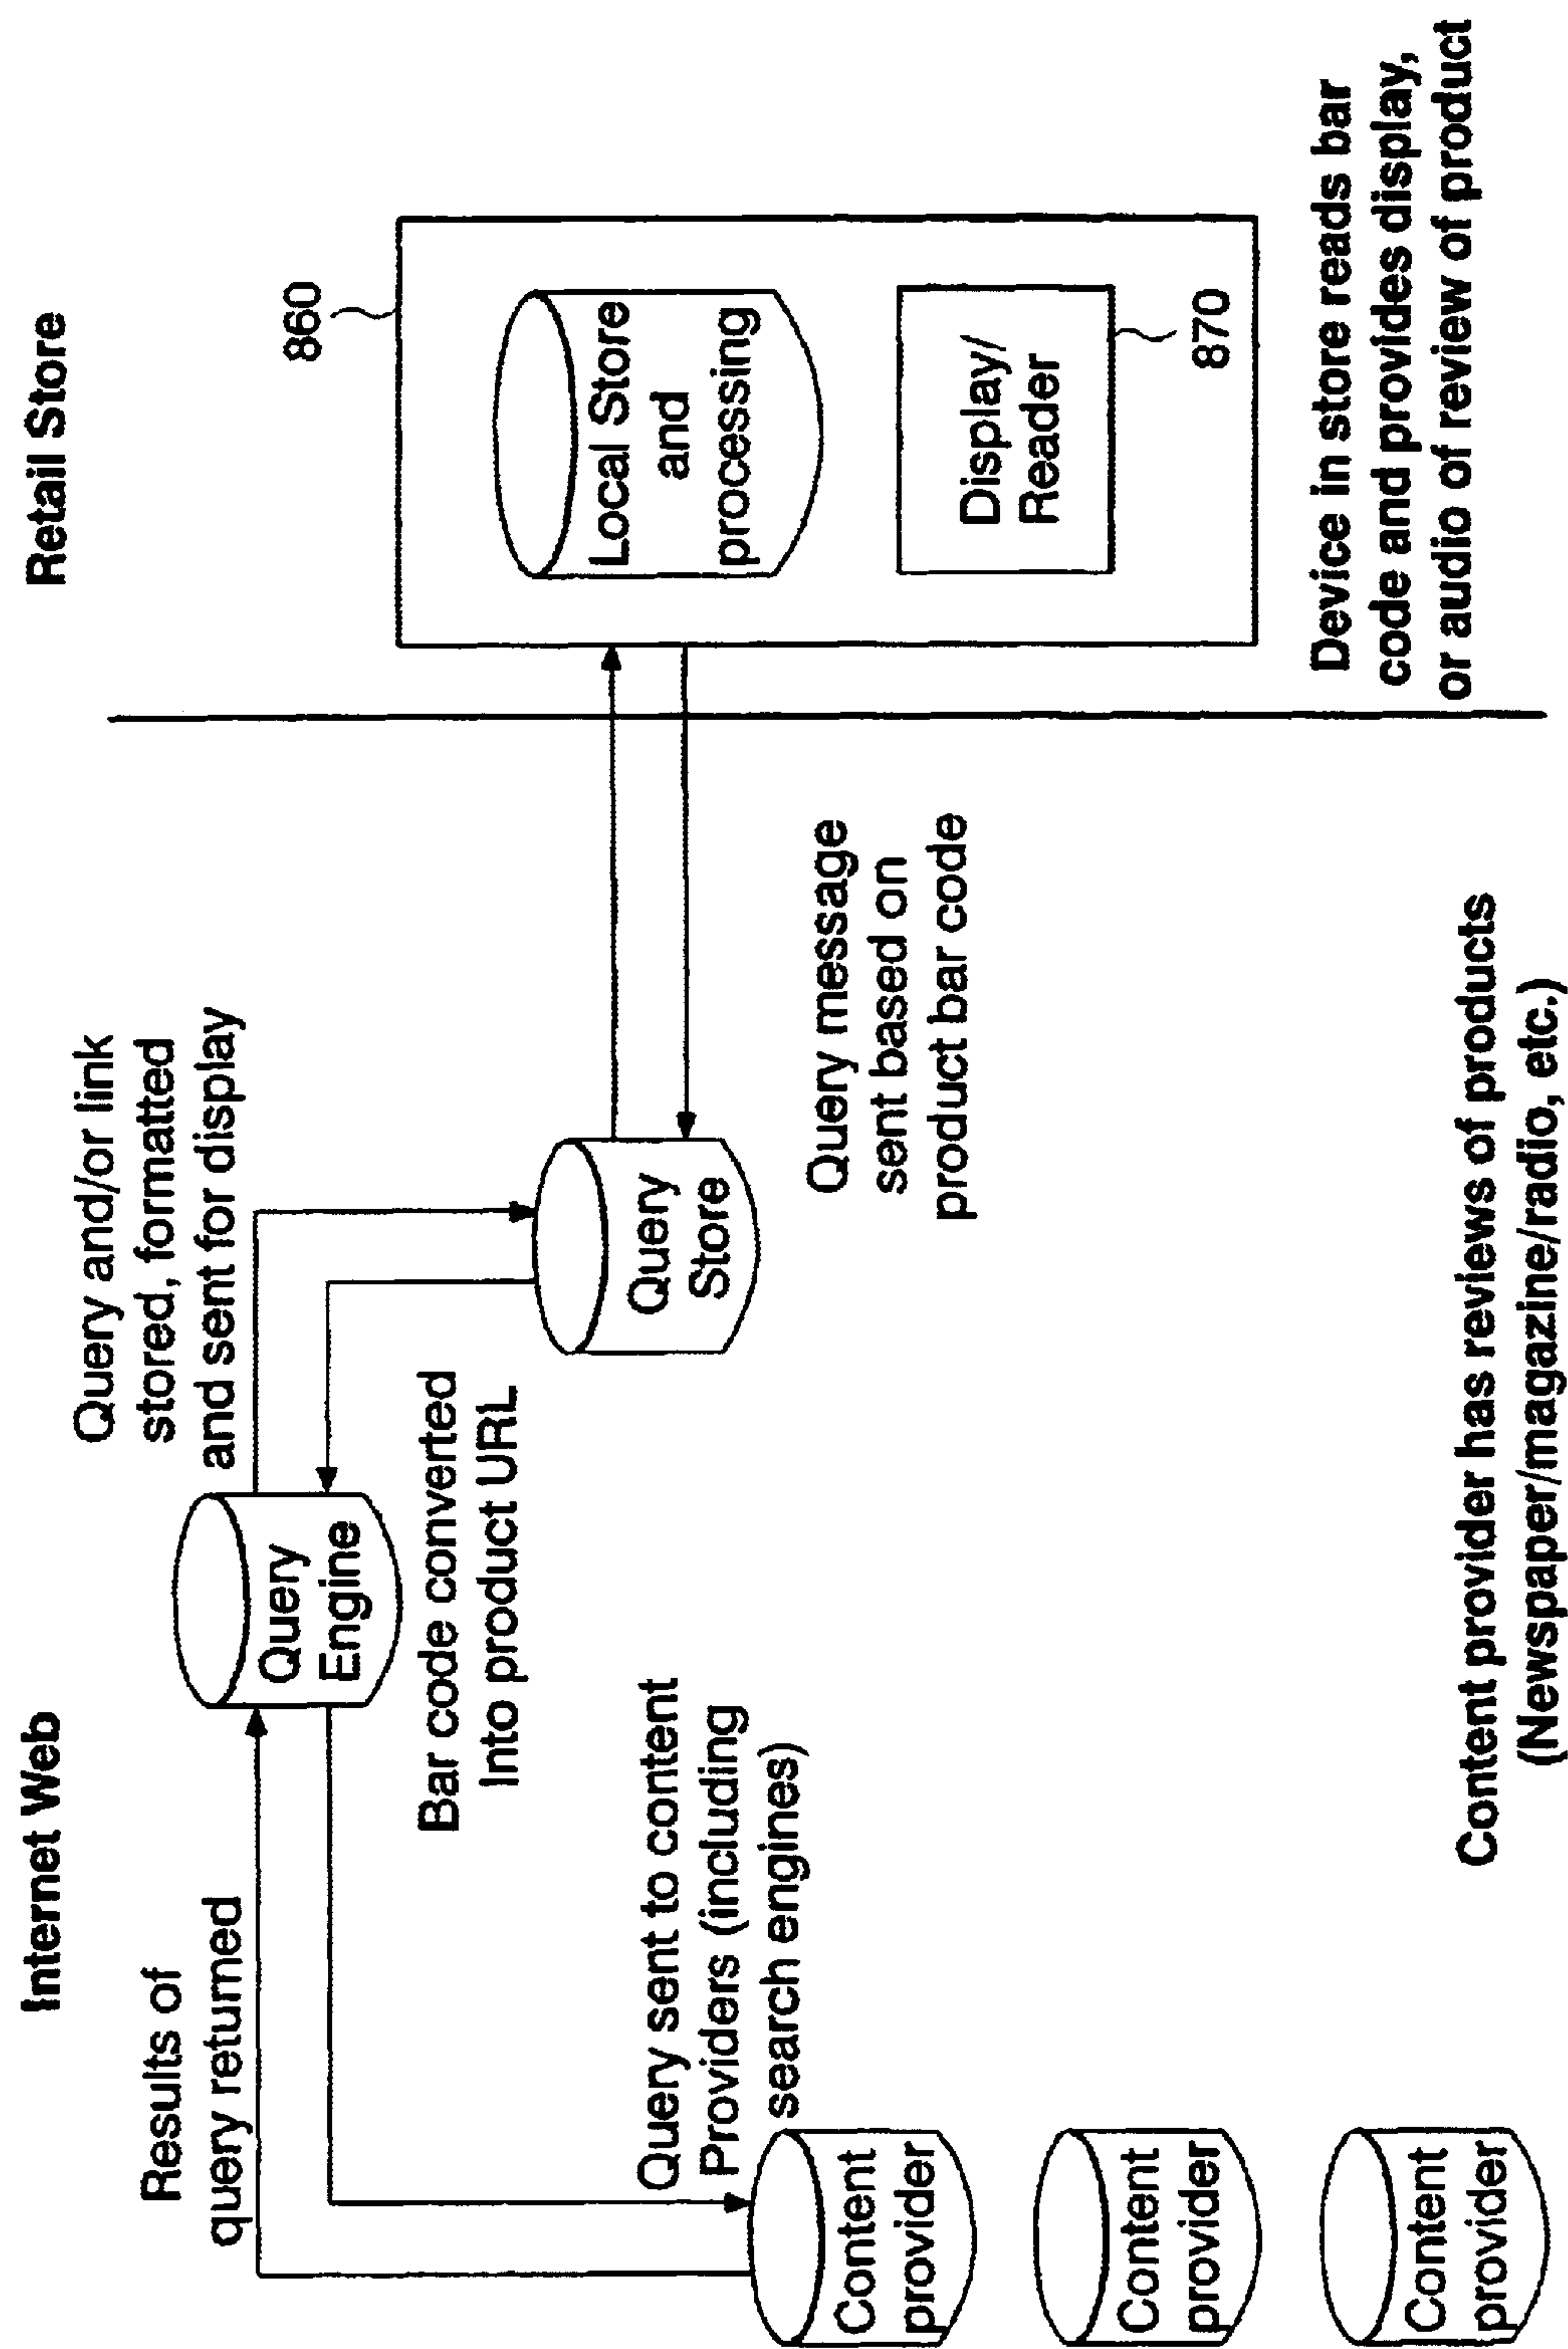 Internet Web
Retail Store
Results of
query returned
Query and/or link
stored, formatted
and sent for display
Query
Engine
Bar code converted
Into product URL
Query sent to content
Providers (including
search engines)
Query
Store
Query message
sent based on
product bar code
860
Local Store
and
processing
Display/
Reader
870
Content
provider
Content
provider
Content
provider
Content provider has reviews of products
(Newspaper/magazine/radio, etc.)
Device in store reads bar
code and provides display,
or audio of review of product